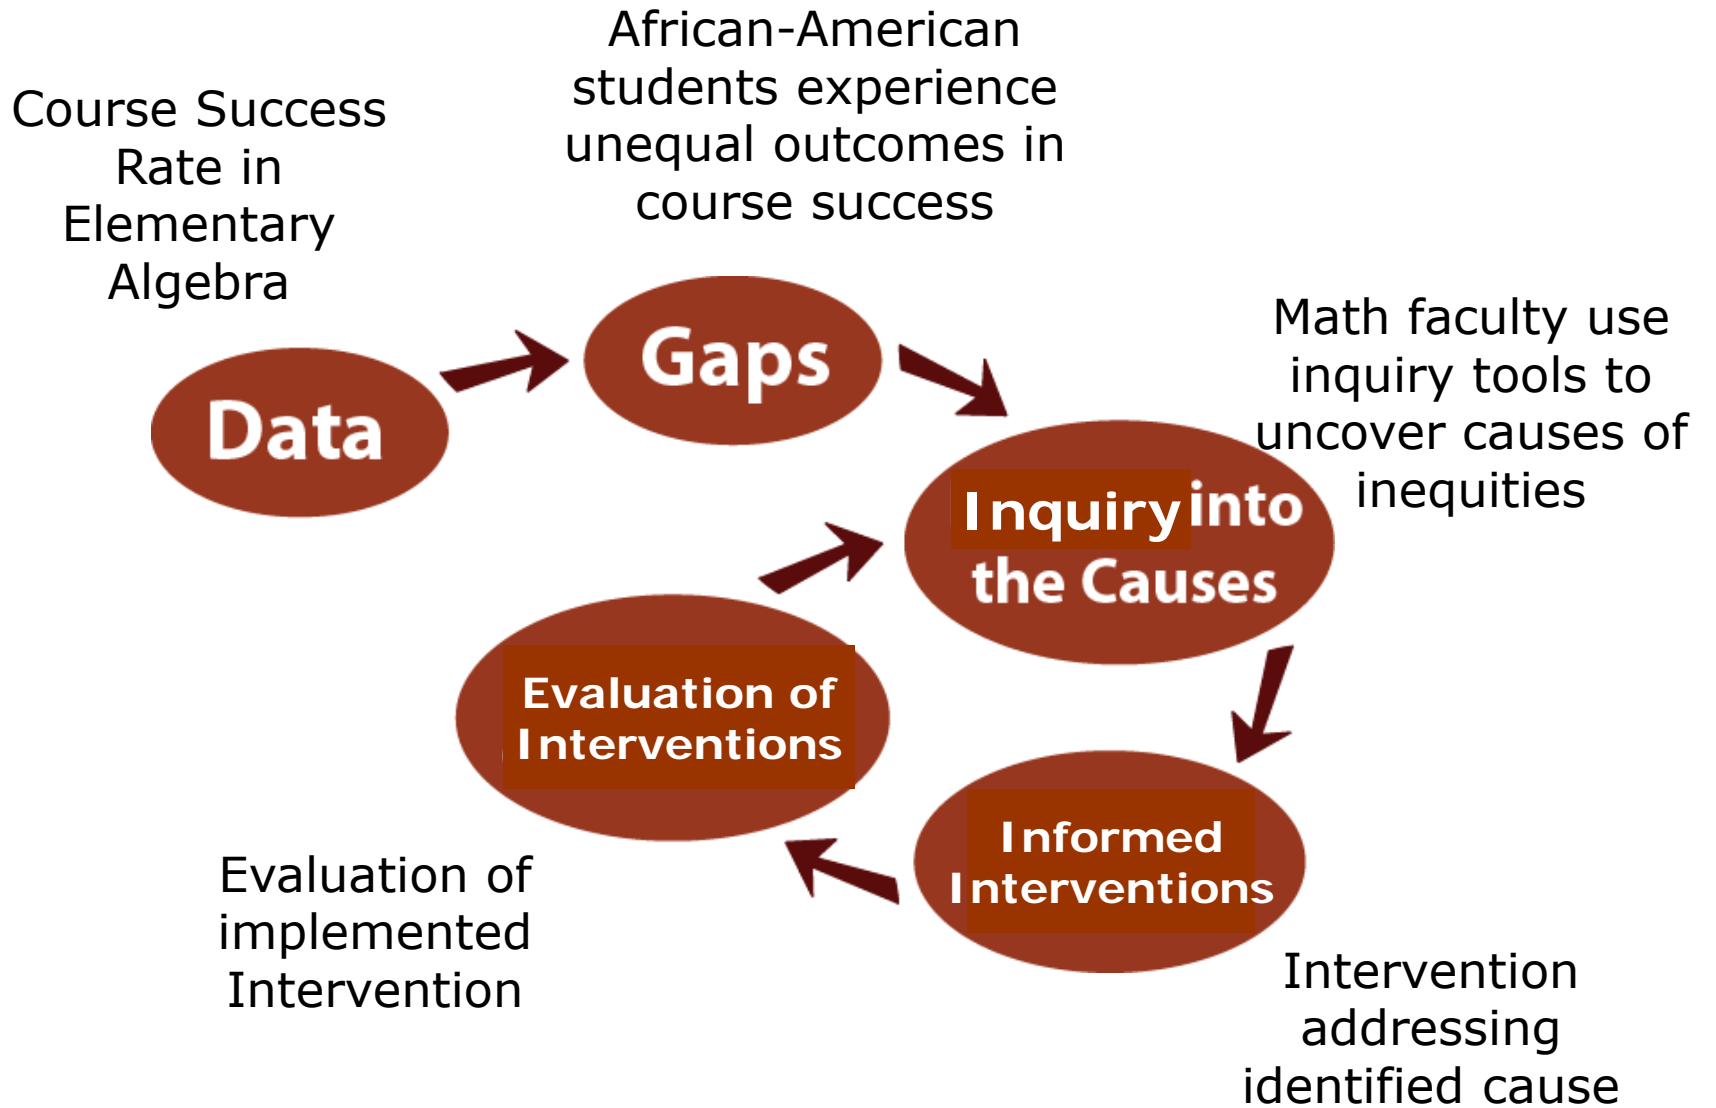 Course Success
Rate in
Elementary
Algebra
Data
African-American
students experience
unequal outcomes in
course success
Gaps
Math faculty use
inquiry tools to
uncover causes of
inequities
Inquiry into
the Causes
Informed
Interventions
Intervention
addressing
identified cause
Evaluation of
Interventions
Evaluation of
implemented
Intervention